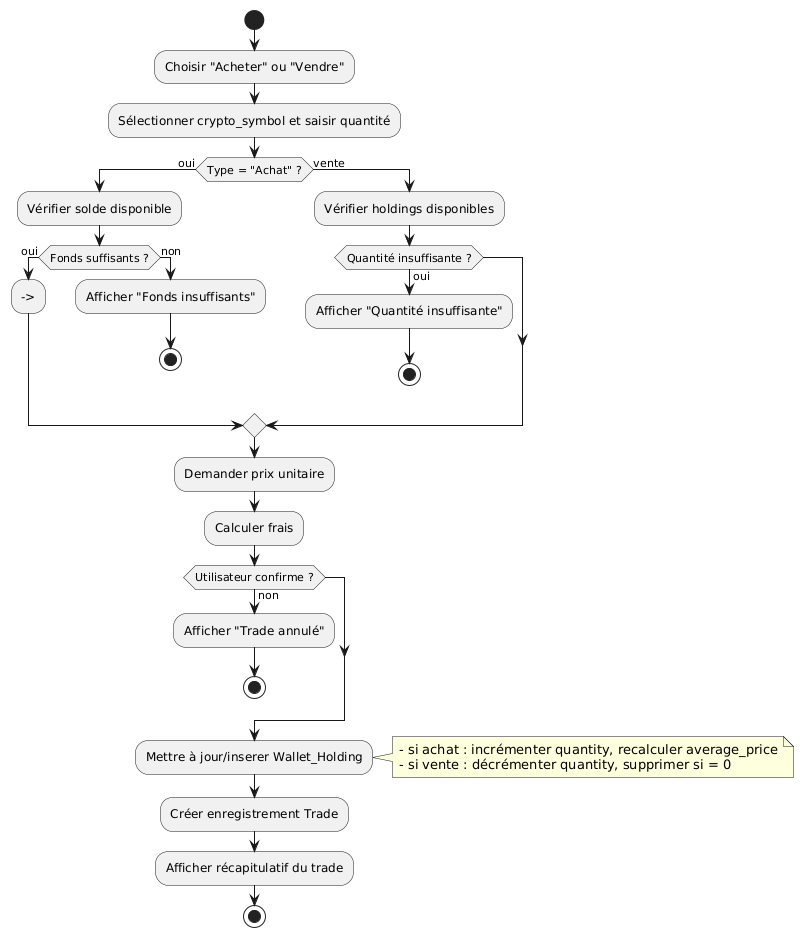 Choisir "Acheter" ou "Vendre"
Sélectionner crypto_symbol et saisir quantité
Type = "Achat" ?
oui
vente
Vérifier solde disponible
Vérifier holdings disponibles
Fonds suffisants ?
oui
non
Quantité insuffisante ?
oui
->
Afficher "Fonds insuffisants"
Afficher "Quantité insuffisante"
Demander prix unitaire
Calculer frais
Utilisateur confirme ?
non
Afficher "Trade annulé"
Mettre à jour/inserer Wallet_Holding
- si achat : incrémenter quantity, recalculer average_price
- si vente : décrémenter quantity, supprimer si = 0
Créer enregistrement Trade
Afficher récapitulatif du trade